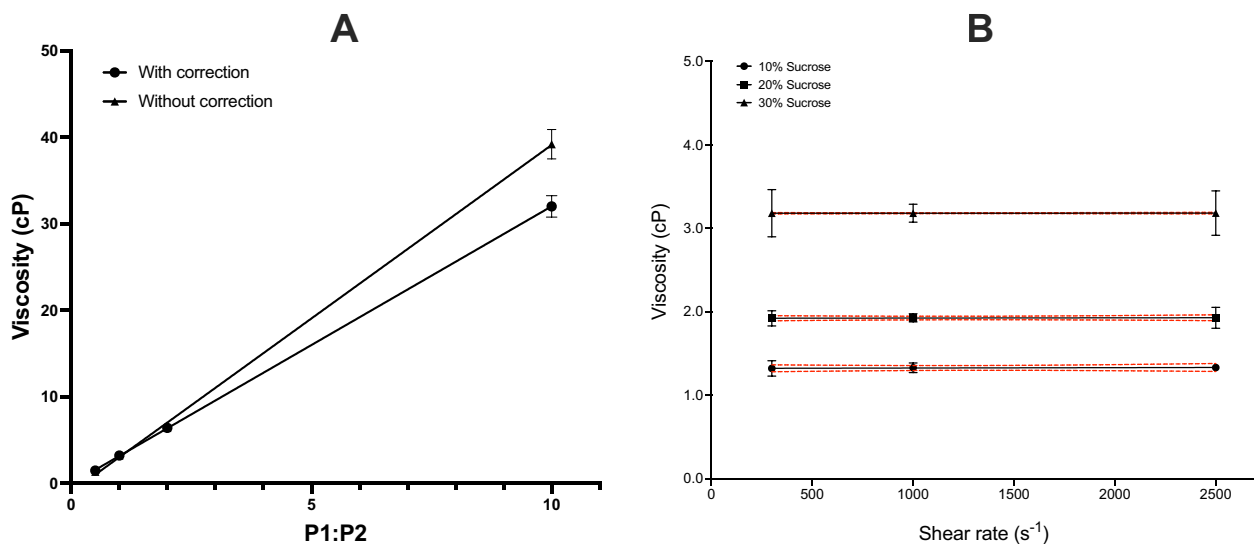 A
50
40
30
20
10
0
Viscosity (cP)
With correction
Without correction
0
5
10
P1:P2
B
5.0
4.0
3.0
2.0
1.0
0.0
Viscosity (cP)
10% Sucrose
20% Sucrose
30% Sucrose
0
500
1000
1500
2000
2500
Shear rate (s⁻¹)